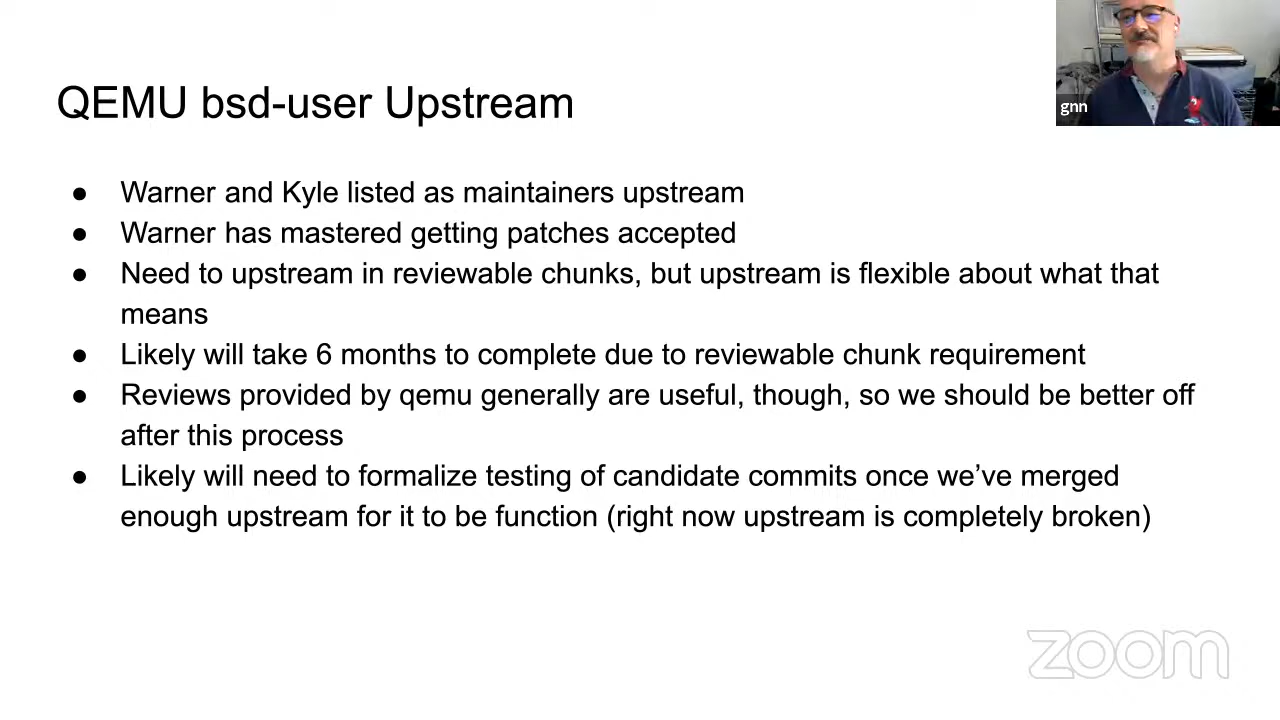 QEMU bsd-user Upstream
gnn
● Warner and Kyle listed as maintainers upstream
● Warner has mastered getting patches accepted
● Need to upstream in reviewable chunks, but upstream is flexible about what that
means
● Likely will take 6 months to complete due to reviewable chunk requirement
● Reviews provided by qemu generally are useful, though, so we should be better off
after this process
● Likely will need to formalize testing of candidate commits once we’ve merged
enough upstream for it to be function (right now upstream is completely broken)
zoom